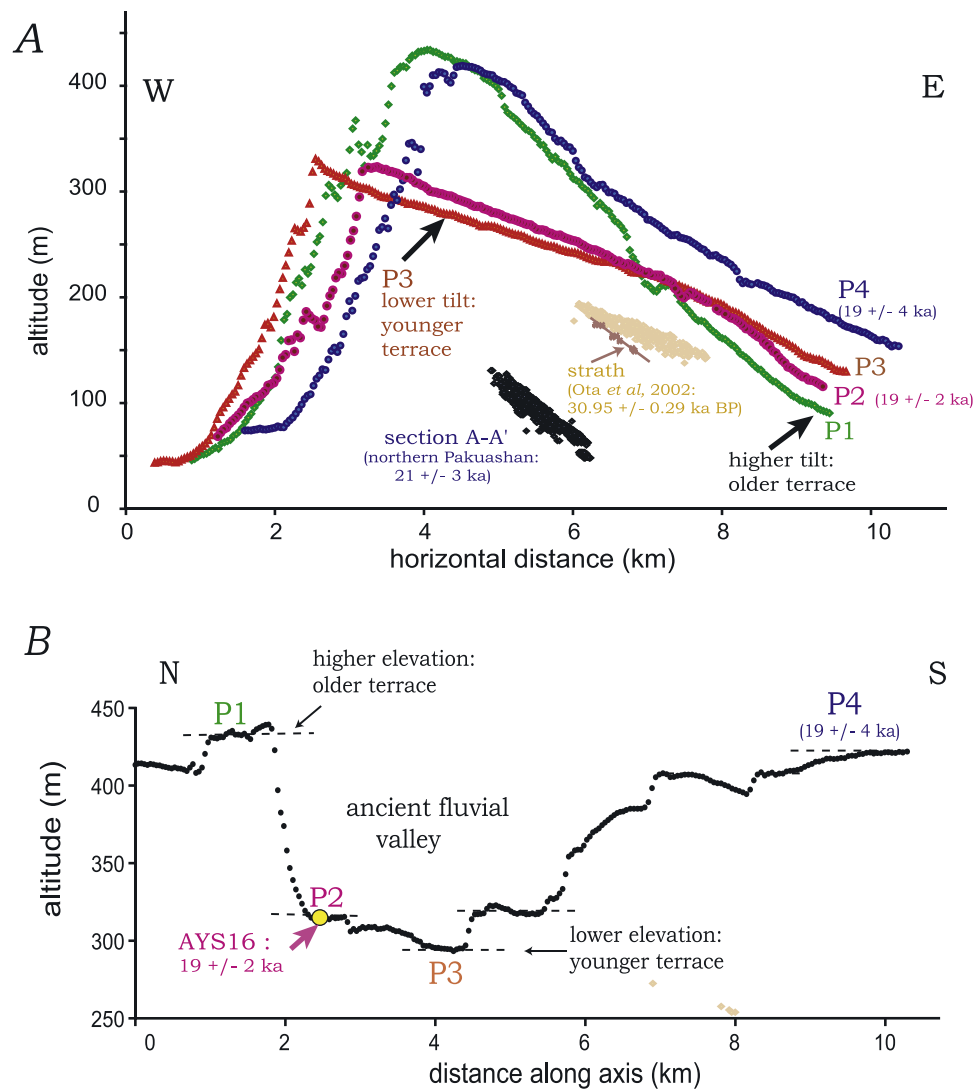 A
W
E
400
300
200
100
0
altitude (m)
P3
lower tilt:
younger
terrace
P4
(19 +/- 4 ka)
P3
P2 (19 +/- 2 ka)
P1
strath
(Ota et al, 2002:
30.95 +/- 0.29 ka BP)
section A-A'
(northern Pakuashan:
21 +/- 3 ka)
higher tilt:
older terrace
0 2 4 6 8 10
horizontal distance (km)
B
N
S
higher elevation:
older terrace
P1
P4
(19 +/- 4 ka)
450
400
350
300
250
altitude (m)
ancient fluvial
valley
P2
AYS16 :
19 +/- 2 ka
P3
lower elevation:
younger terrace
0 2 4 6 8 10
distance along axis (km)